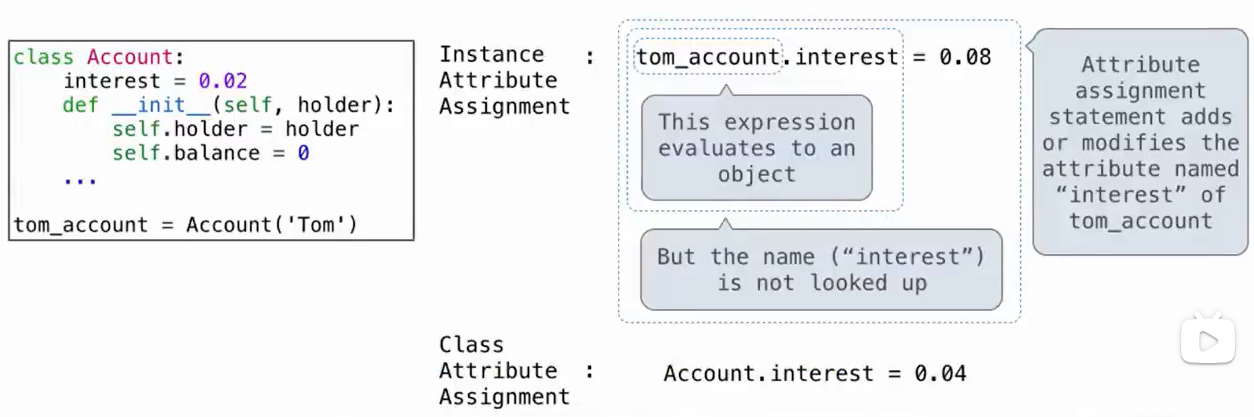 class Account:
    interest = 0.02
    def __init__(self, holder):
        self.holder = holder
        self.balance = 0
    ...
tom_account = Account('Tom')
Instance :
Attribute
Assignment
tom_account.interest = 0.08
This expression
evaluates to an
object
But the name (“interest”)
is not looked up
Attribute
assignment
statement adds
or modifies the
attribute named
“interest” of
tom_account
Class
Attribute :
Assignment
Account.interest = 0.04